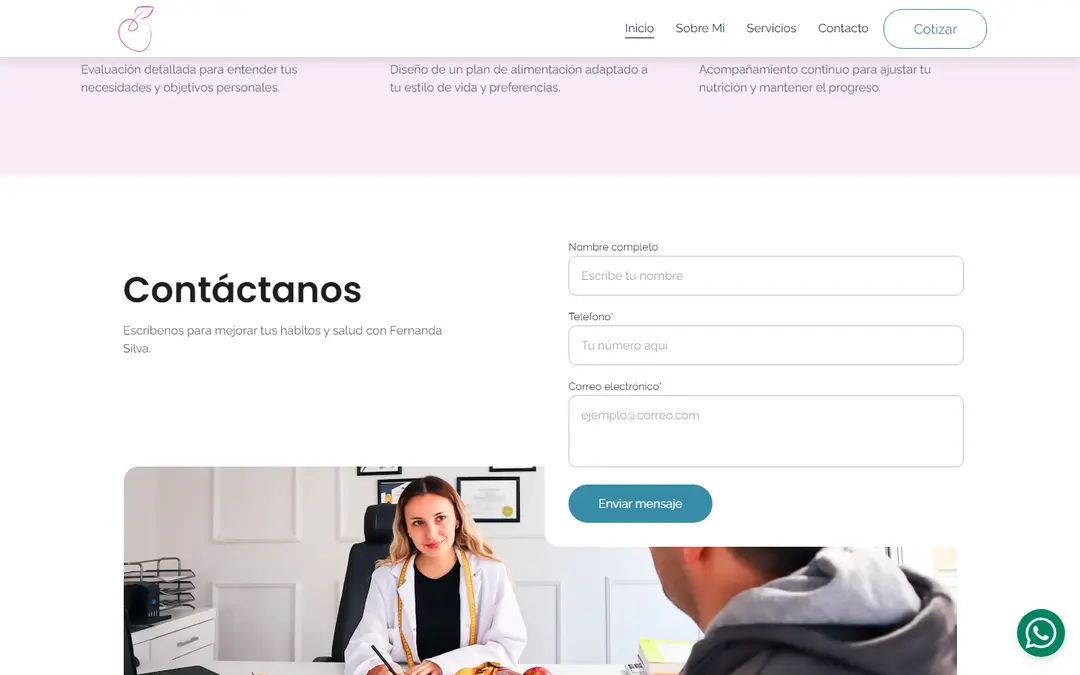 Inicio
Sobre Mi
Servicios
Contacto
Cotizar
Evaluación detallada para entender tus
necesidades y objetivos personales.
Diseño de un plan de alimentación adaptado a
tu estilo de vida y preferencias.
Acompañamiento continuo para ajustar tu
nutrición y mantener el progreso.
Contáctanos
Escríbenos para mejorar tus hábitos y salud con Fernanda
Silva.
Nombre completo
Escribe tu nombre
Teléfono*
Tu número aquí
Correo electrónico*
ejemplo@correo.com
Enviar mensaje